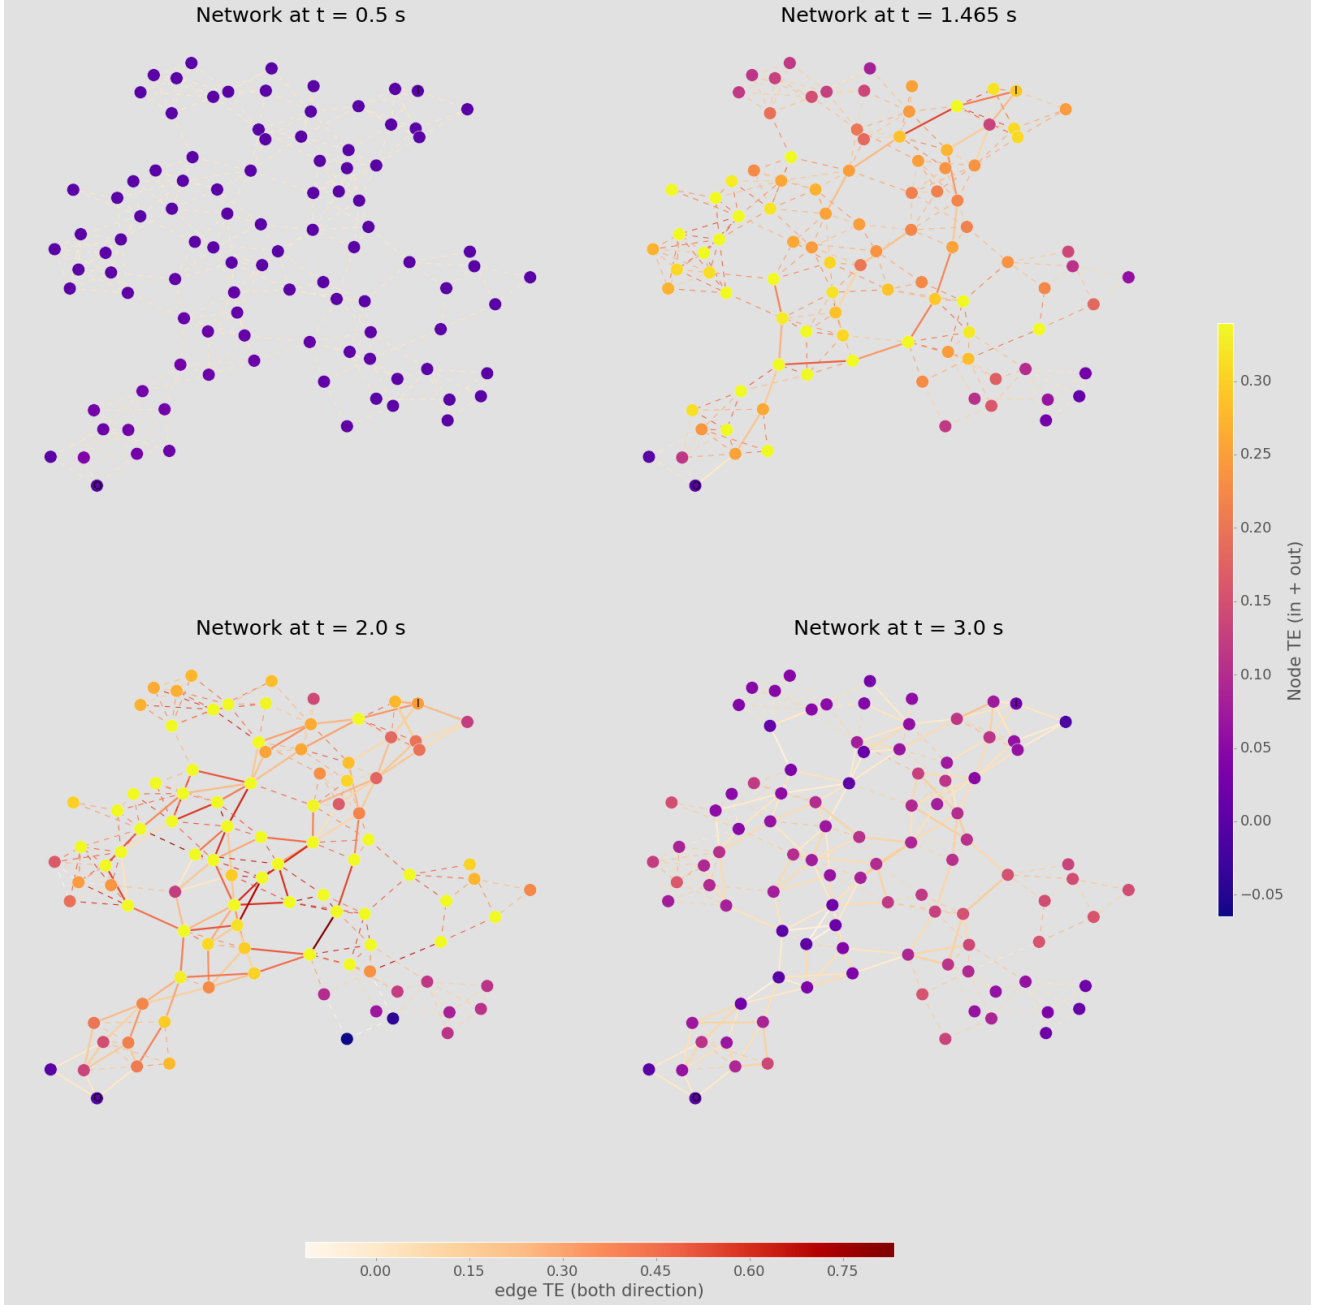 Network at t = 0.5 s
Network at t = 1.465 s
I
I
O
O
0.30
0.25
0.20
0.15
0.10
0.05
0.00
−0.05
Node TE (in + out)
Network at t = 2.0 s
Network at t = 3.0 s
I
I
O
O
0.00 0.15 0.30 0.45 0.60 0.75
edge TE (both direction)